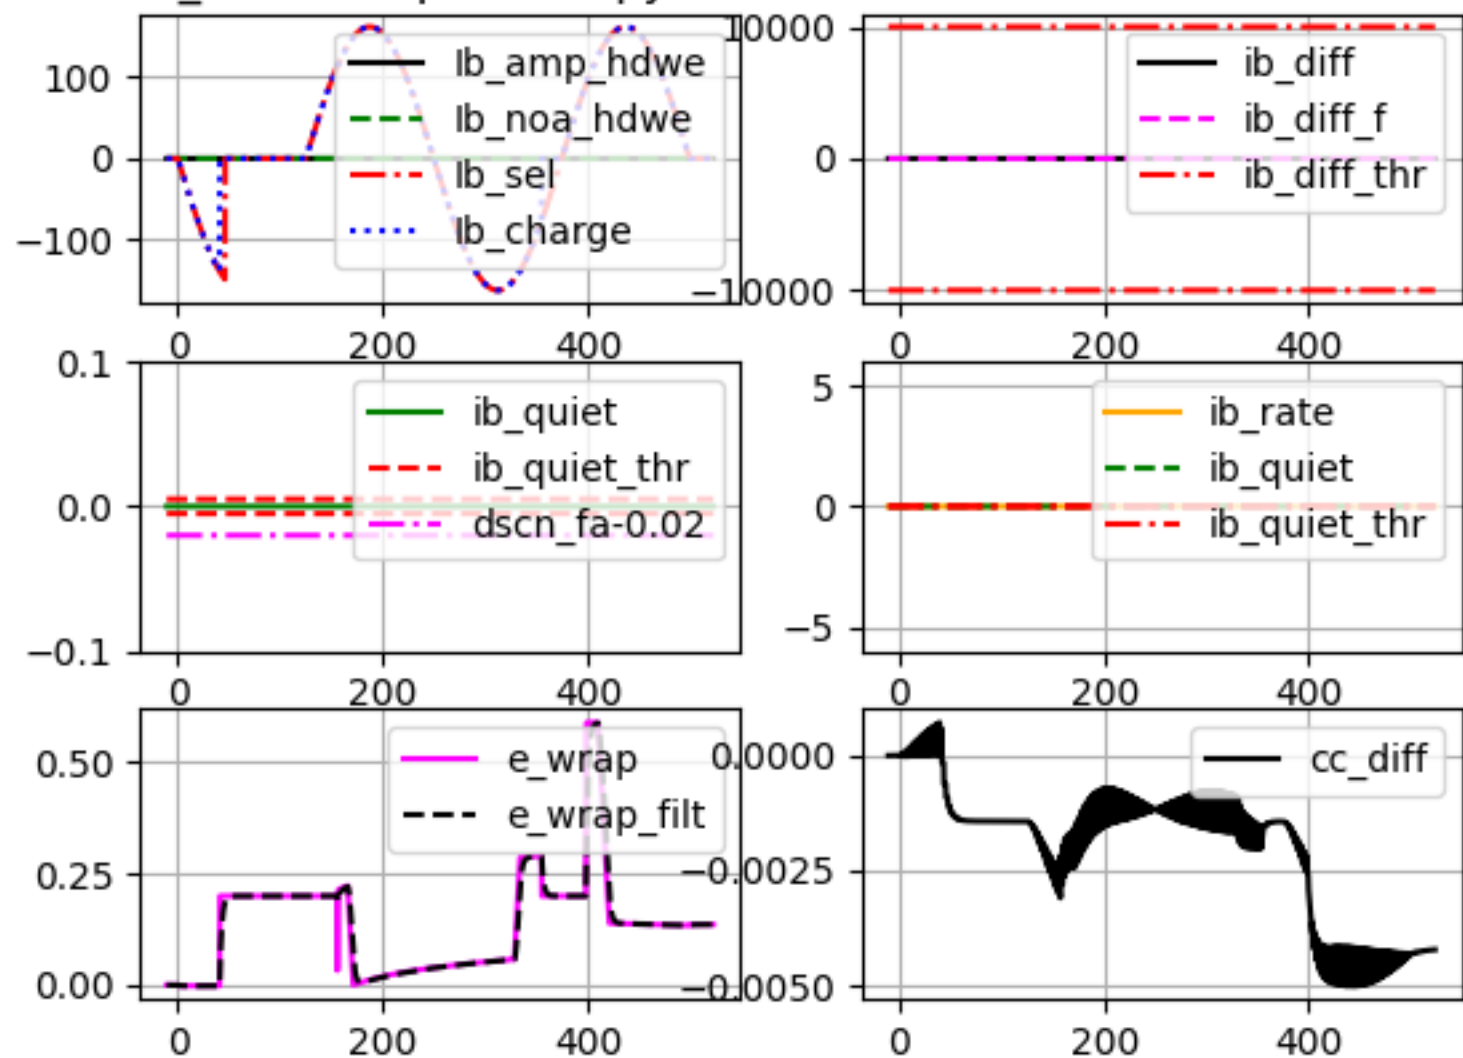 100
0
−100
Ib_amp_hdwe
Ib_noa_hdwe
Ib_sel
Ib_charge
0 200 400
10000
0
−10000
ib_diff
ib_diff_f
ib_diff_thr
0 200 400
0.1
0.0
−0.1
ib_quiet
ib_quiet_thr
dscn_fa-0.02
0 200 400
5
0
−5
ib_rate
ib_quiet
ib_quiet_thr
0 200 400
0.50
0.25
0.00
e_wrap
e_wrap_filt
0 200 400
0.0000
−0.0025
−0.0050
cc_diff
0 200 400